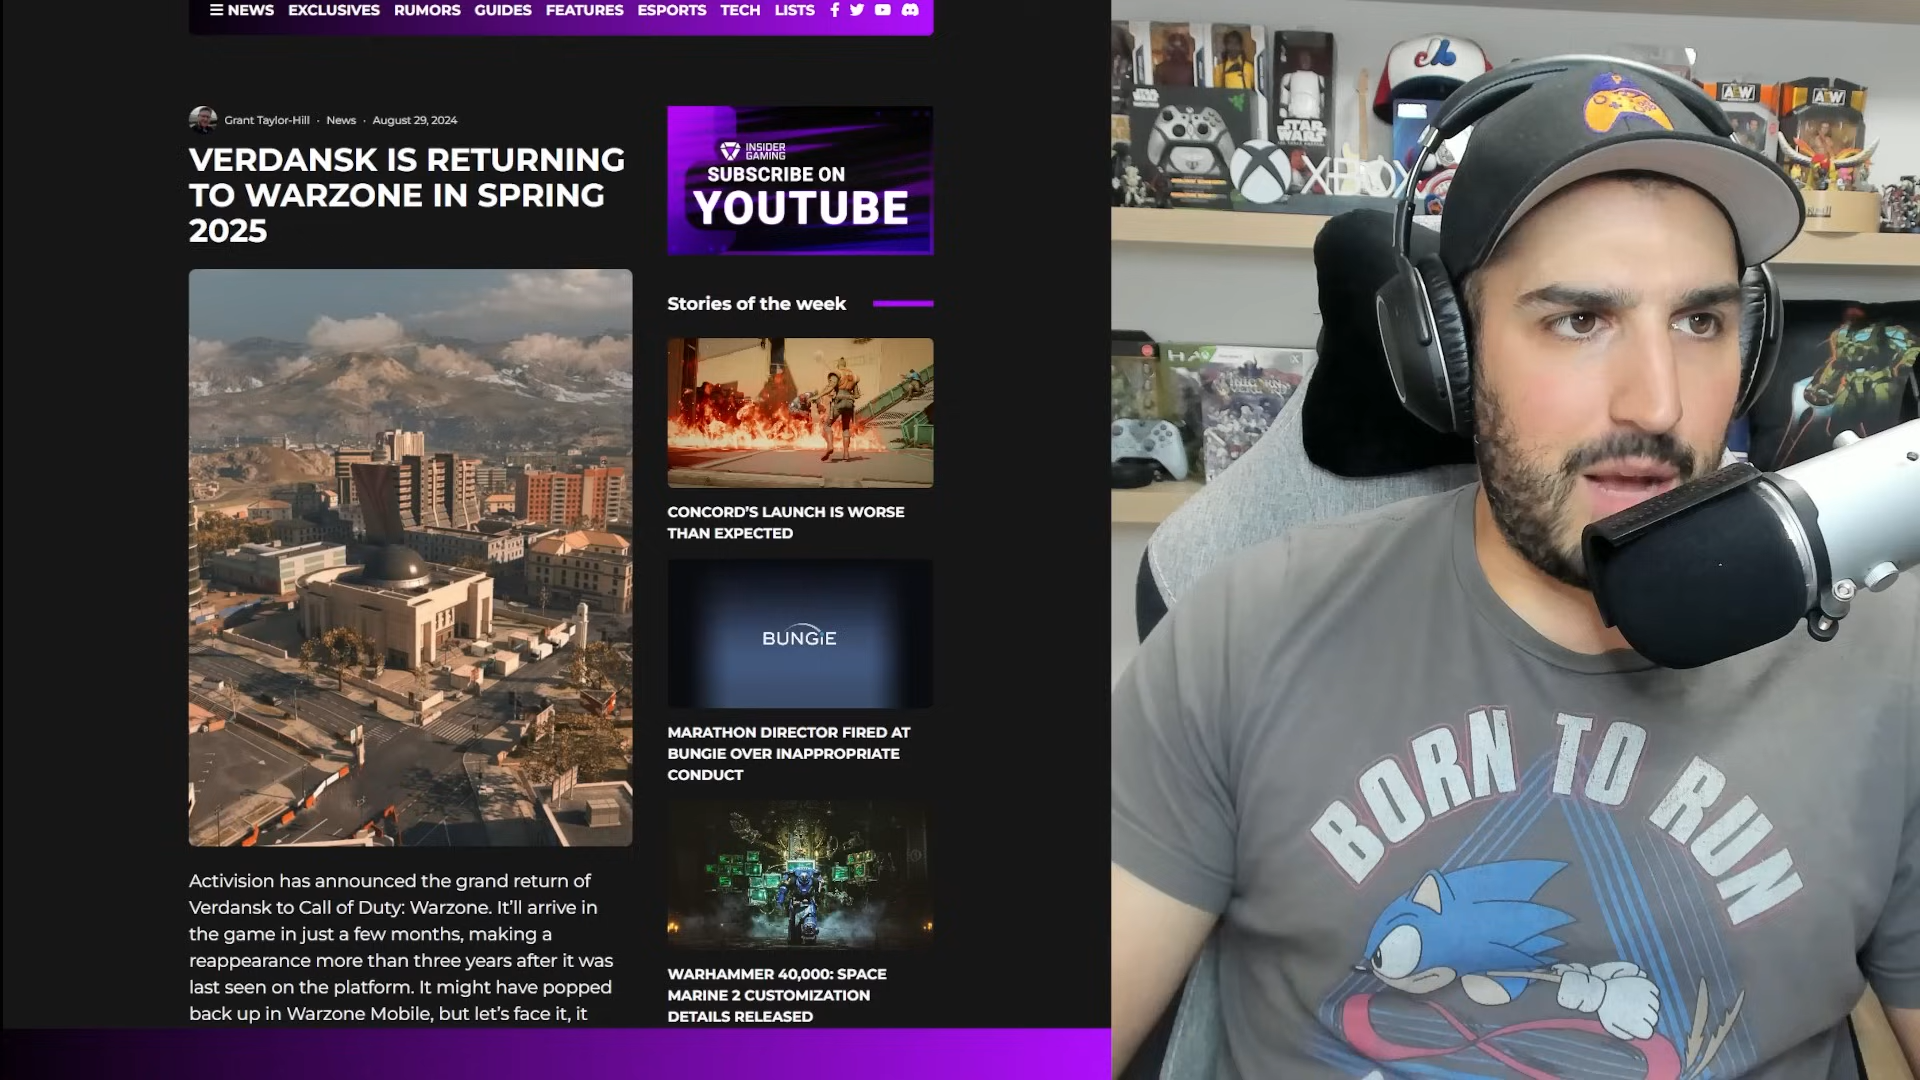 NEWS EXCLUSIVES RUMORS GUIDES FEATURES ESPORTS TECH LISTS
Grant Taylor-Hill · News · August 29, 2024
VERDANSK IS RETURNING
TO WARZONE IN SPRING
2025
Activision has announced the grand return of
Verdansk to Call of Duty: Warzone. It’ll arrive in
the game in just a few months, making a
reappearance more than three years after it was
last seen on the platform. It might have popped
back up in Warzone Mobile, but let’s face it, it
INSIDER
GAMING
SUBSCRIBE ON
YOUTUBE
Stories of the week
CONCORD’S LAUNCH IS WORSE
THAN EXPECTED
BUNGiE
MARATHON DIRECTOR FIRED AT
BUNGIE OVER INAPPROPRIATE
CONDUCT
WARHAMMER 40,000: SPACE
MARINE 2 CUSTOMIZATION
DETAILS RELEASED
STAR
WARS
XBOX
AEW
AEW
BORN TO RUN